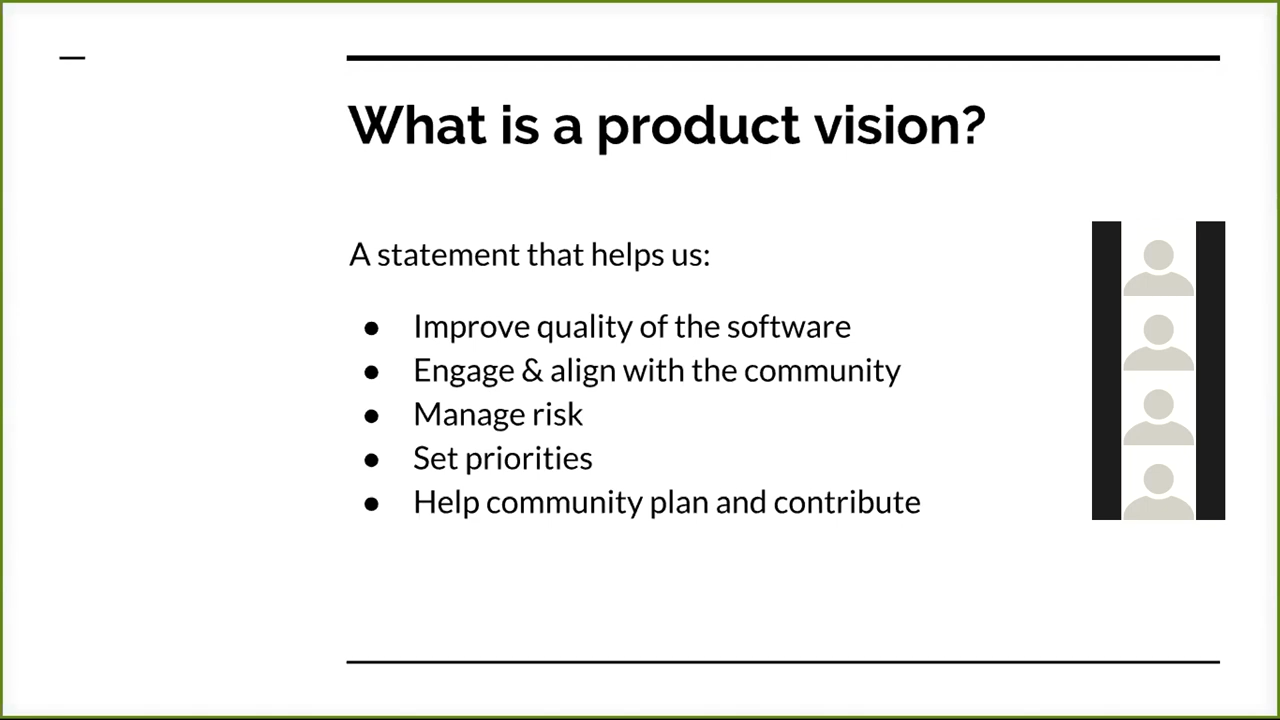 What is a product vision?
A statement that helps us:
● Improve quality of the software
● Engage & align with the community
● Manage risk
● Set priorities
● Help community plan and contribute